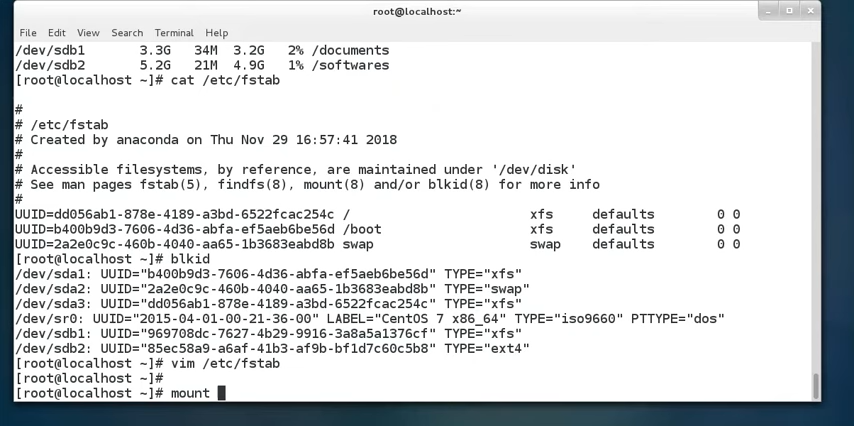 root@localhost:~
File Edit View Search Terminal Help
/dev/sdb1 3.3G 34M 3.2G 2% /documents
/dev/sdb2 5.2G 21M 4.9G 1% /softwares
[root@localhost ~]# cat /etc/fstab
#
# /etc/fstab
# Created by anaconda on Thu Nov 29 16:57:41 2018
#
# Accessible filesystems, by reference, are maintained under '/dev/disk'
# See man pages fstab(5), findfs(8), mount(8) and/or blkid(8) for more info
#
UUID=dd056ab1-878e-4189-a3bd-6522fcac254c / xfs defaults 0 0
UUID=b400b9d3-7606-4d36-abfa-ef5aeb6be56d /boot xfs defaults 0 0
UUID=2a2e0c9c-460b-4040-aa65-1b3683eabd8b swap swap defaults 0 0
[root@localhost ~]# blkid
/dev/sda1: UUID="b400b9d3-7606-4d36-abfa-ef5aeb6be56d" TYPE="xfs"
/dev/sda2: UUID="2a2e0c9c-460b-4040-aa65-1b3683eabd8b" TYPE="swap"
/dev/sda3: UUID="dd056ab1-878e-4189-a3bd-6522fcac254c" TYPE="xfs"
/dev/sr0: UUID="2015-04-01-00-21-36-00" LABEL="CentOS 7 x86_64" TYPE="iso9660" PTTYPE="dos"
/dev/sdb1: UUID="969708dc-7627-4b29-9916-3a8a5a1376cf" TYPE="xfs"
/dev/sdb2: UUID="85ec58a9-a6af-41b3-af9b-bf1d7c60c5b8" TYPE="ext4"
[root@localhost ~]# vim /etc/fstab
[root@localhost ~]#
[root@localhost ~]# mount